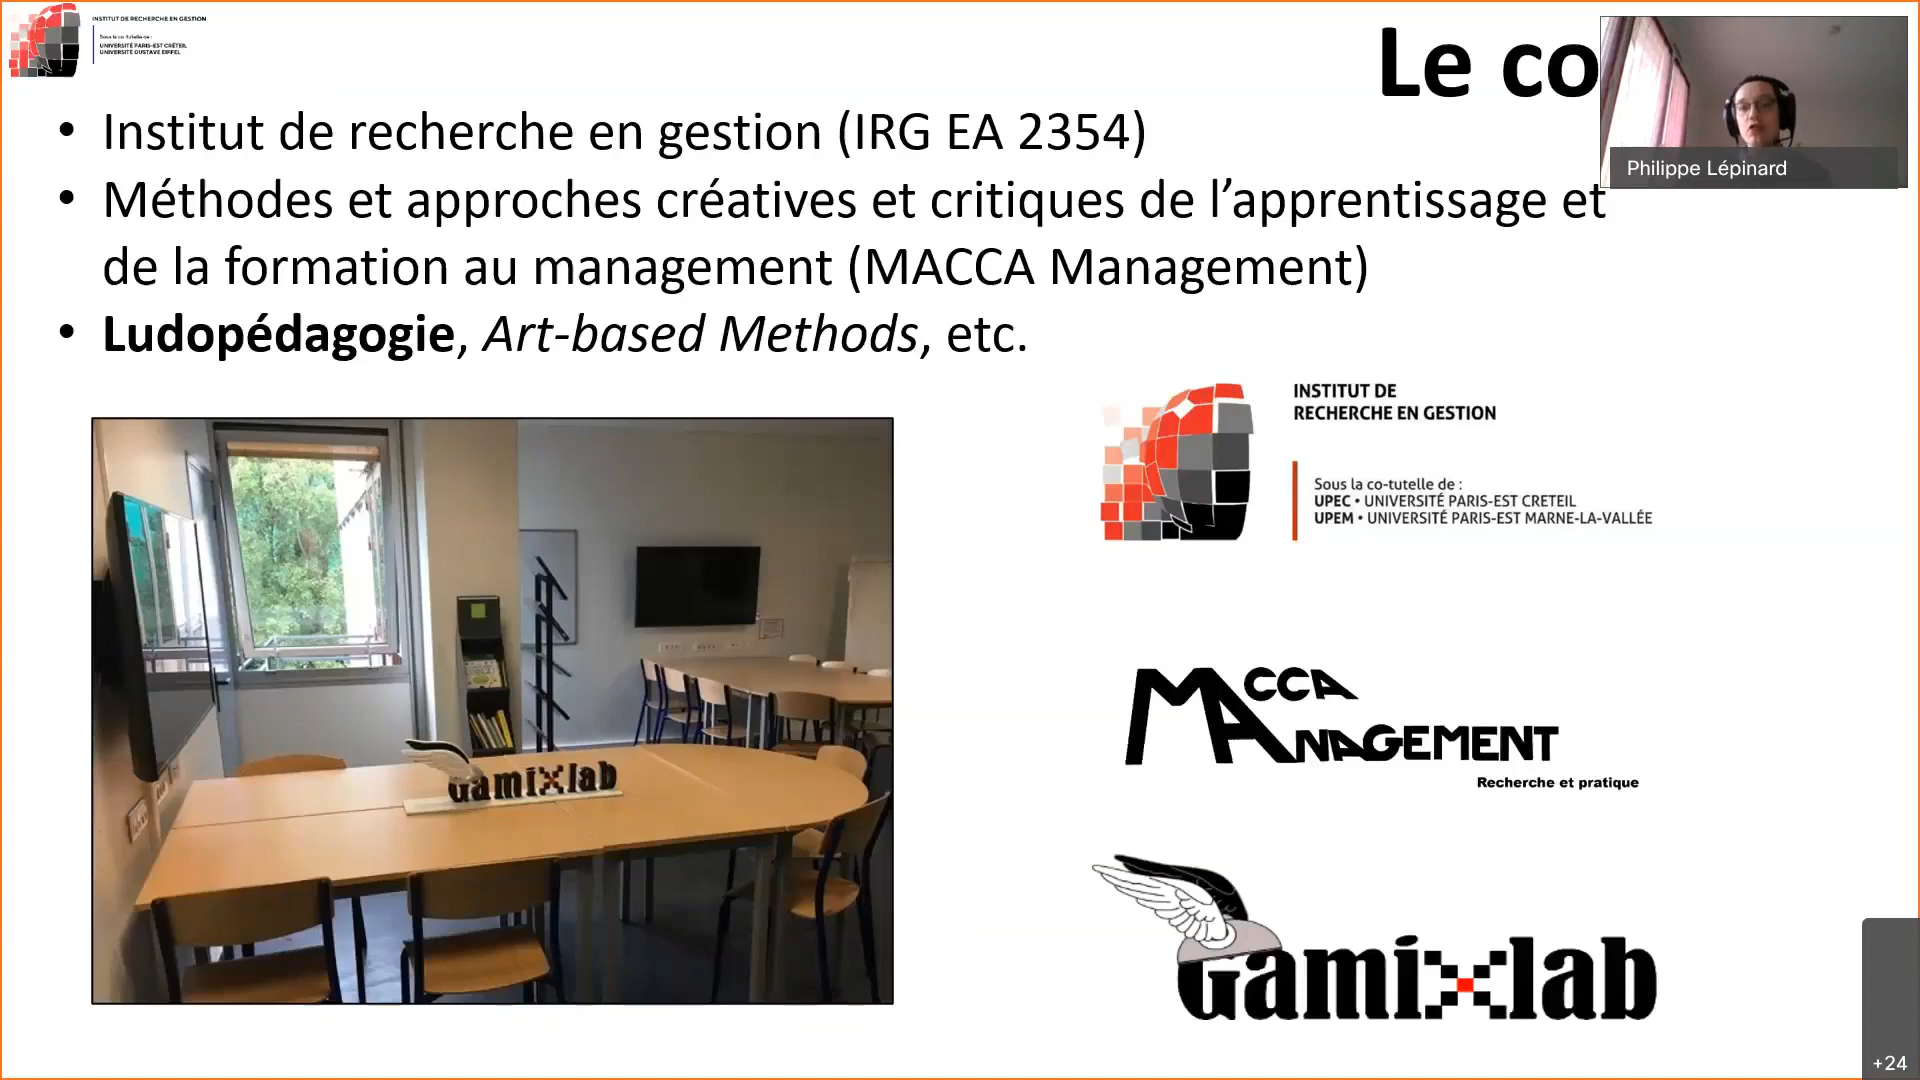 INSTITUT DE RECHERCHE EN GESTION
Sous la co-tutelle de :
UNIVERSITÉ PARIS-EST CRÉTEIL
UNIVERSITÉ GUSTAVE EIFFEL
Le co
Philippe Lépinard
• Institut de recherche en gestion (IRG EA 2354)
• Méthodes et approches créatives et critiques de l’apprentissage et
de la formation au management (MACCA Management)
• Ludopédagogie, Art-based Methods, etc.
INSTITUT DE
RECHERCHE EN GESTION
Sous la co-tutelle de :
UPEC • UNIVERSITÉ PARIS-EST CRETEIL
UPEM • UNIVERSITÉ PARIS-EST MARNE-LA-VALLÉE
Gamixlab
MACCA
MANAGEMENT
Recherche et pratique
Gamixlab
+24